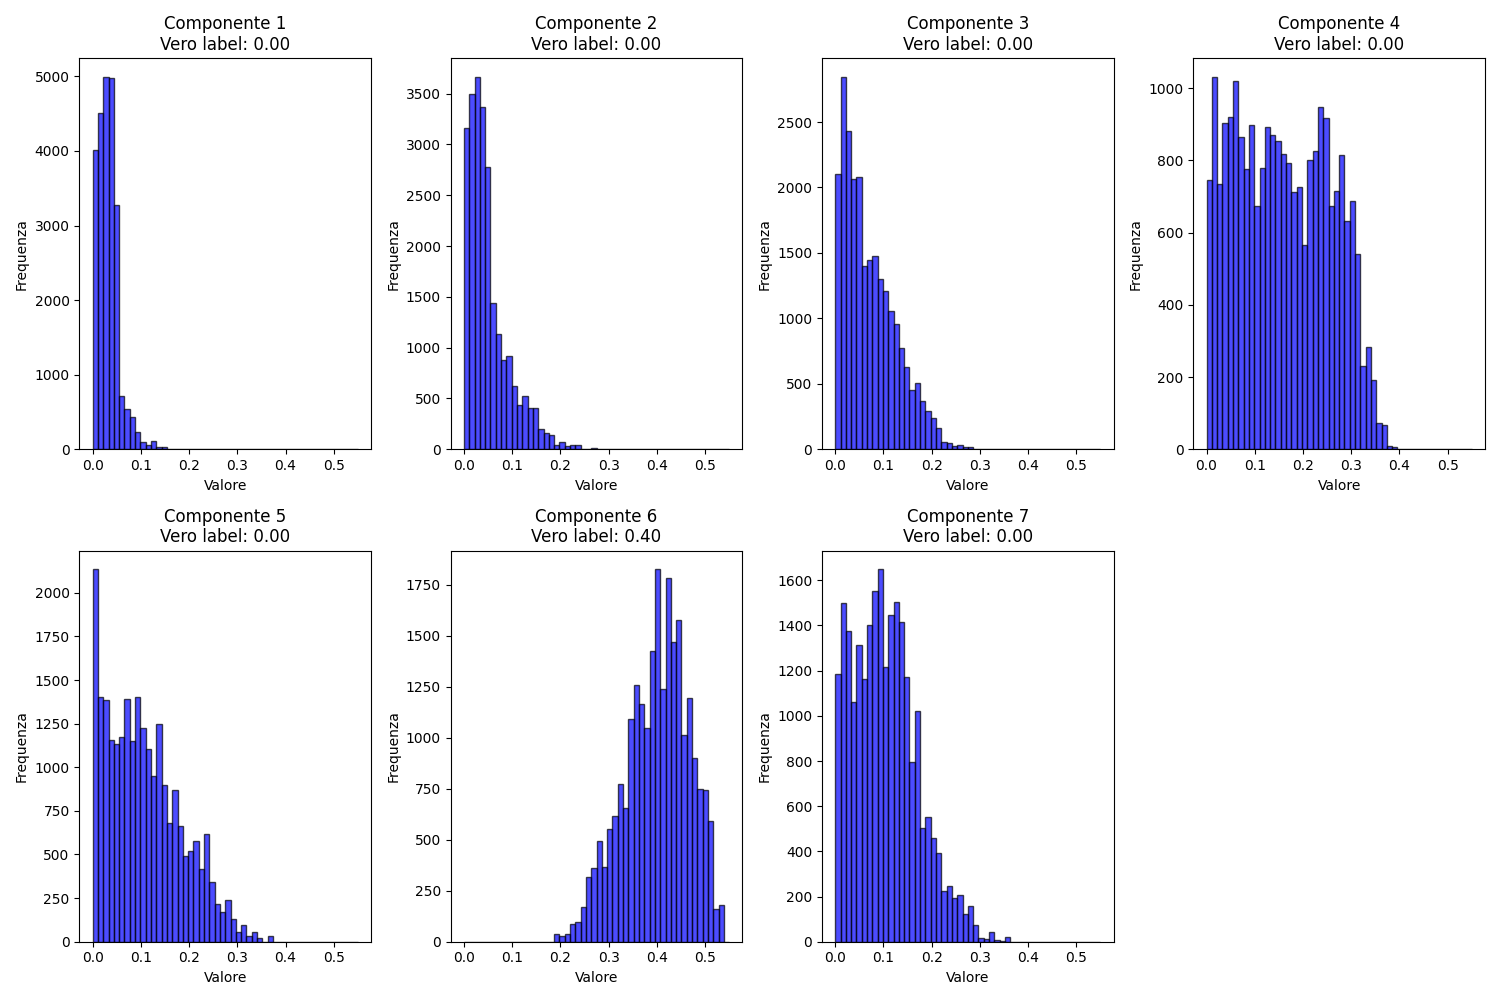 Componente 1
Vero label: 0.00
5000
4000
3000
2000
1000
0
Frequenza
0.0 0.1 0.2 0.3 0.4 0.5
Valore
Componente 2
Vero label: 0.00
3500
3000
2500
2000
1500
1000
500
0
Frequenza
0.0 0.1 0.2 0.3 0.4 0.5
Valore
Componente 3
Vero label: 0.00
2500
2000
1500
1000
500
0
Frequenza
0.0 0.1 0.2 0.3 0.4 0.5
Valore
Componente 4
Vero label: 0.00
1000
800
600
400
200
0
Frequenza
0.0 0.1 0.2 0.3 0.4 0.5
Valore
Componente 5
Vero label: 0.00
2000
1750
1500
1250
1000
750
500
250
0
Frequenza
0.0 0.1 0.2 0.3 0.4 0.5
Valore
Componente 6
Vero label: 0.40
1750
1500
1250
1000
750
500
250
0
Frequenza
0.0 0.1 0.2 0.3 0.4 0.5
Valore
Componente 7
Vero label: 0.00
1600
1400
1200
1000
800
600
400
200
0
Frequenza
0.0 0.1 0.2 0.3 0.4 0.5
Valore